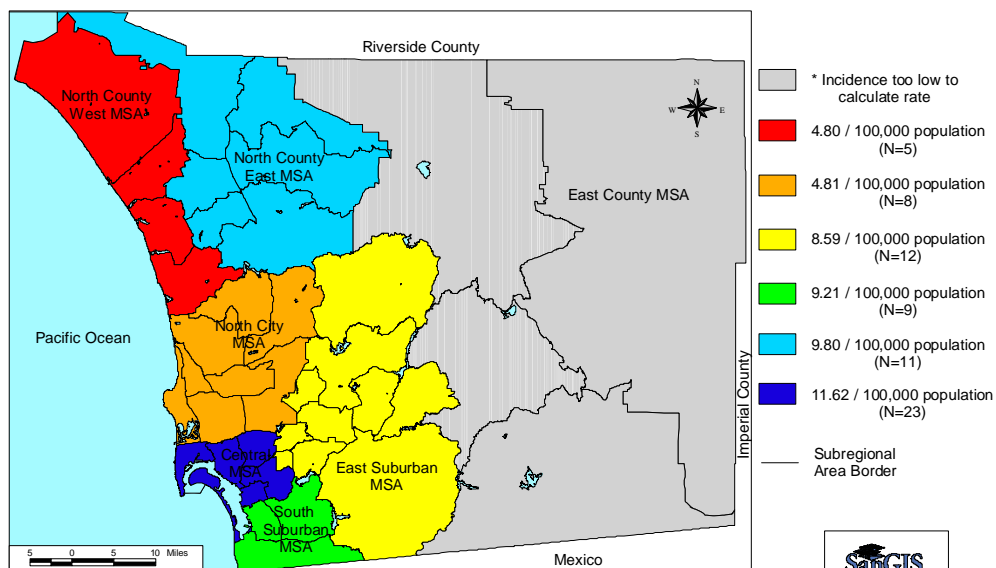 Riverside County
North County
West MSA
North County
East MSA
East County MSA
North City
MSA
Pacific Ocean
Central
MSA
East Suburban
MSA
South
Suburban
MSA
Mexico
Imperial County
N
W
E
S
5 0 5 10 Miles
* Incidence too low to
calculate rate
4.80 / 100,000 population
(N=5)
4.81 / 100,000 population
(N=8)
8.59 / 100,000 population
(N=12)
9.21 / 100,000 population
(N=9)
9.80 / 100,000 population
(N=11)
11.62 / 100,000 population
(N=23)
Subregional
Area Border
SanGIS